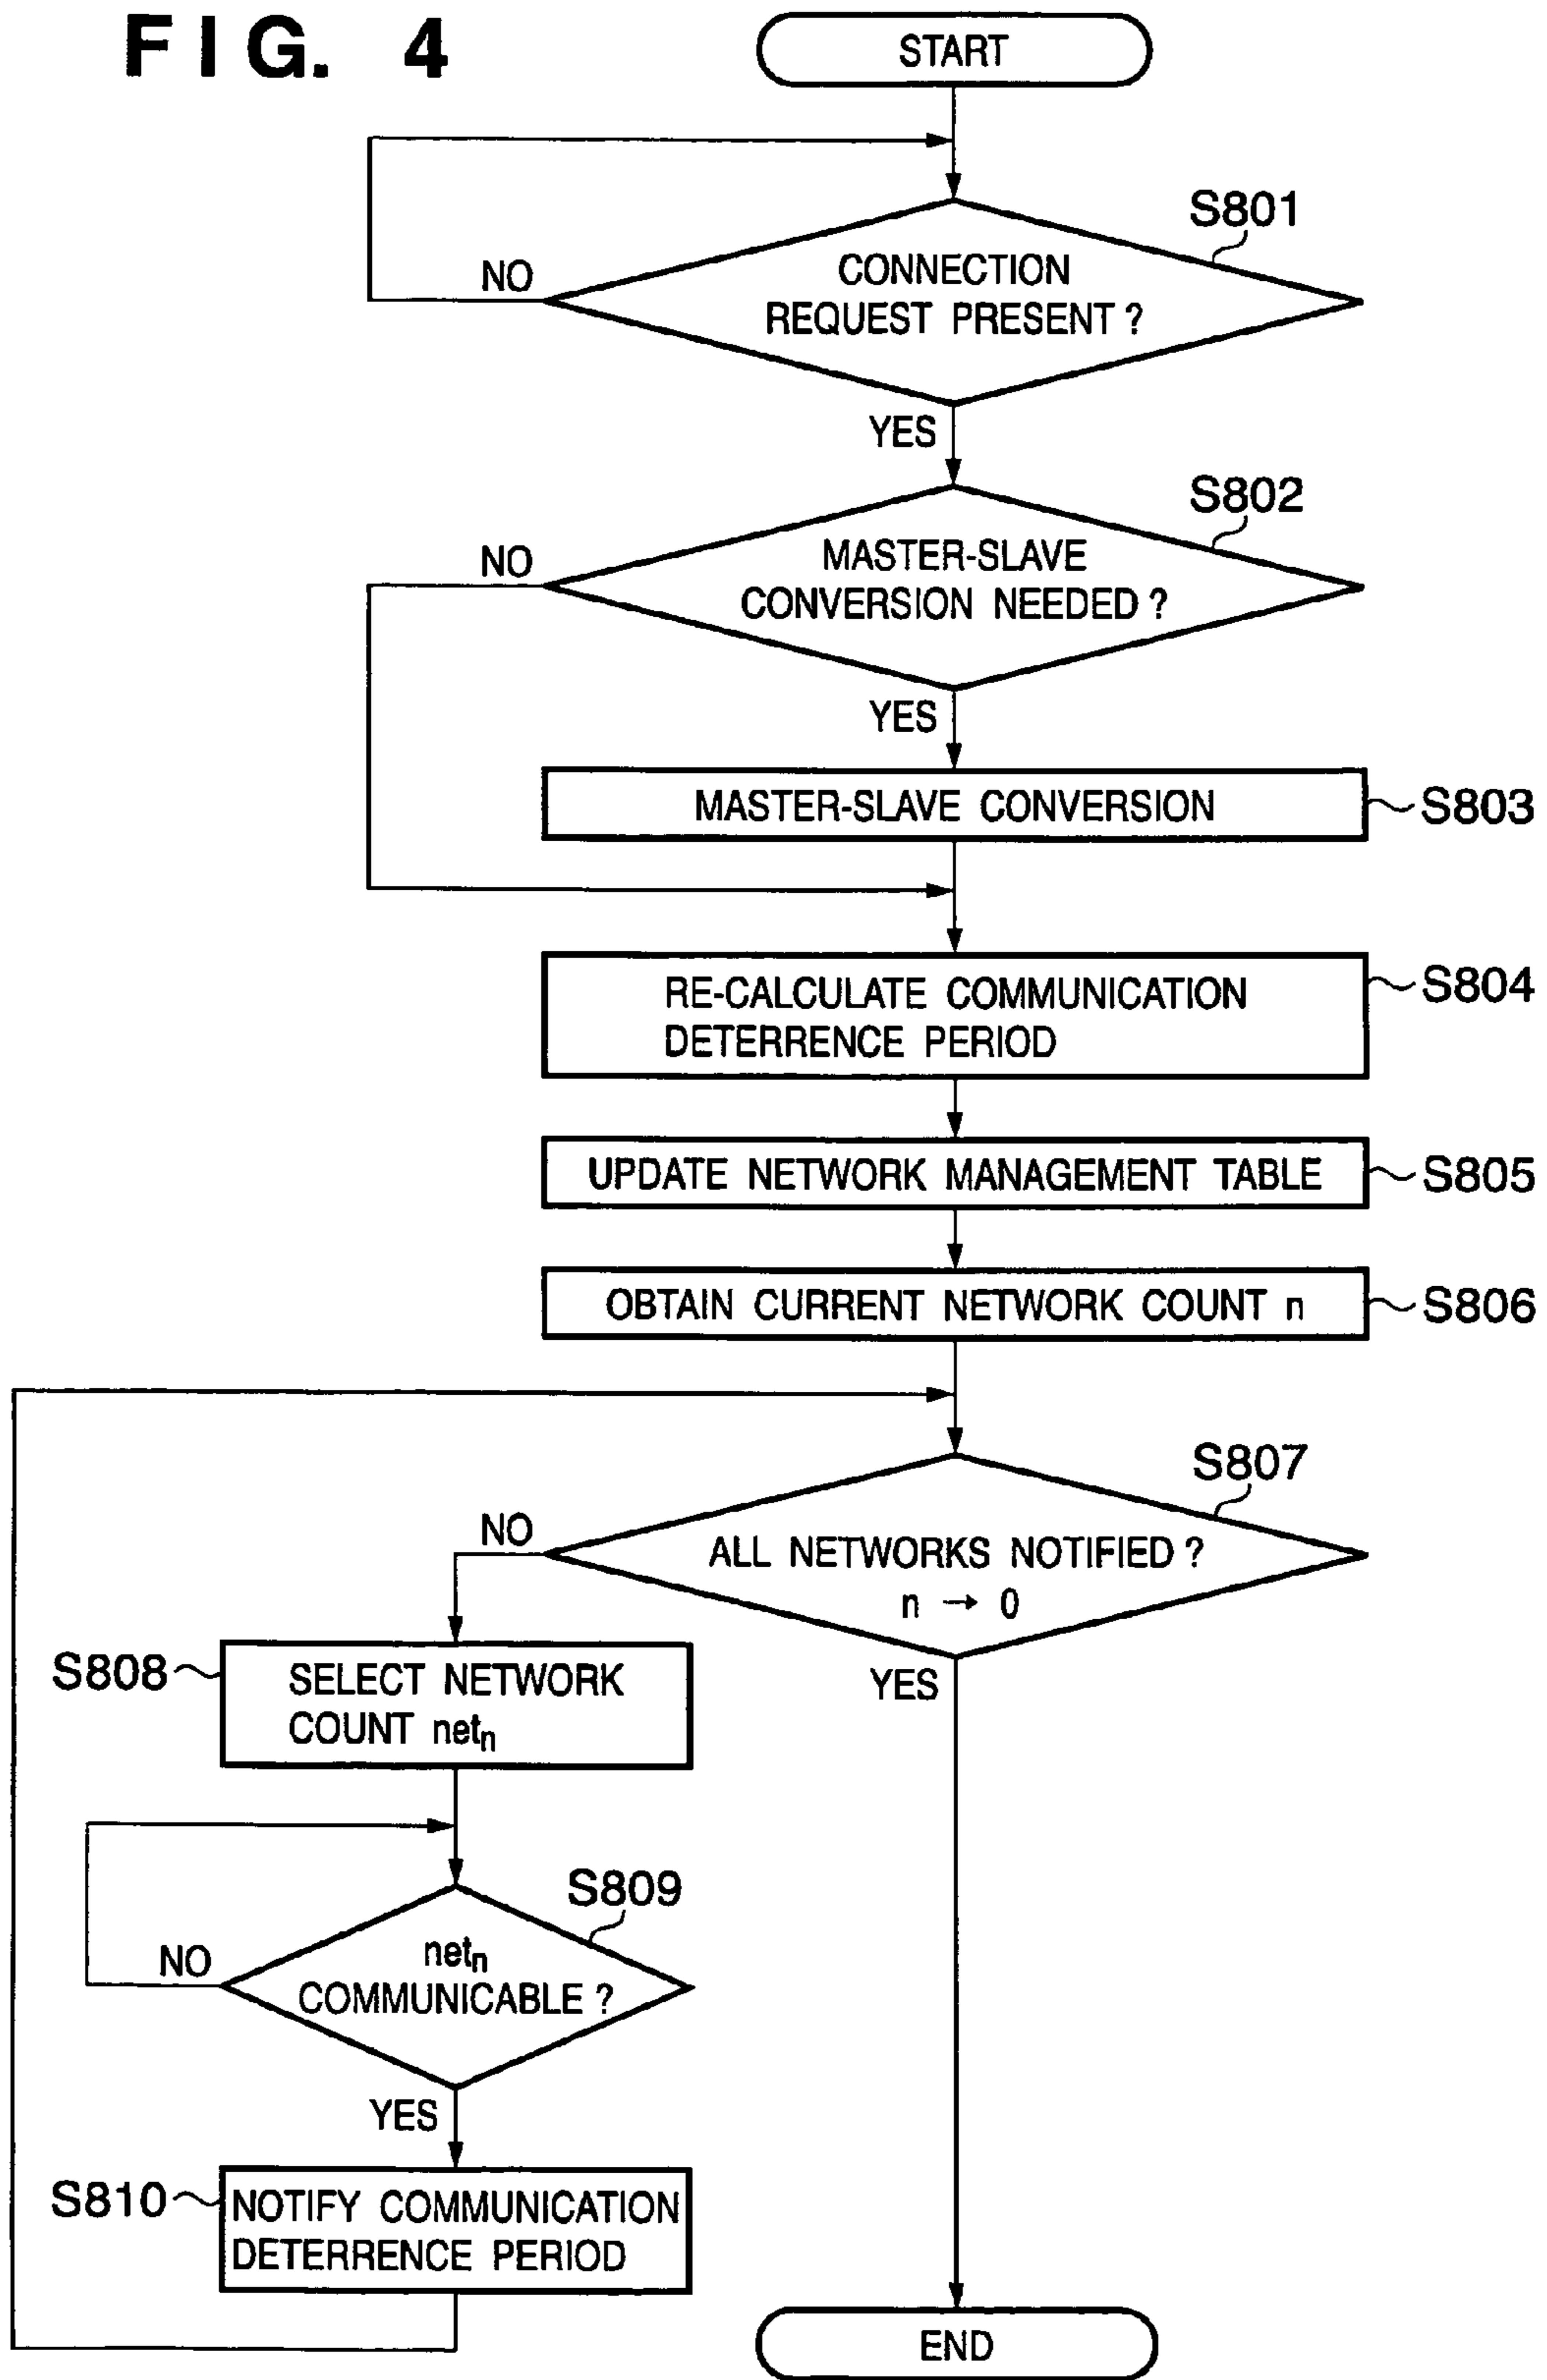 FIG. 4
START
S801
CONNECTION
REQUEST PRESENT ?
NO
YES
S802
MASTER-SLAVE
CONVERSION NEEDED ?
NO
YES
MASTER-SLAVE CONVERSION
S803
RE-CALCULATE COMMUNICATION
DETERRENCE PERIOD
S804
UPDATE NETWORK MANAGEMENT TABLE
S805
OBTAIN CURRENT NETWORK COUNT n
S806
S807
ALL NETWORKS NOTIFIED ?
n → 0
NO
YES
S808
SELECT NETWORK
COUNT netₙ
S809
netₙ
COMMUNICABLE ?
NO
YES
S810
NOTIFY COMMUNICATION
DETERRENCE PERIOD
END